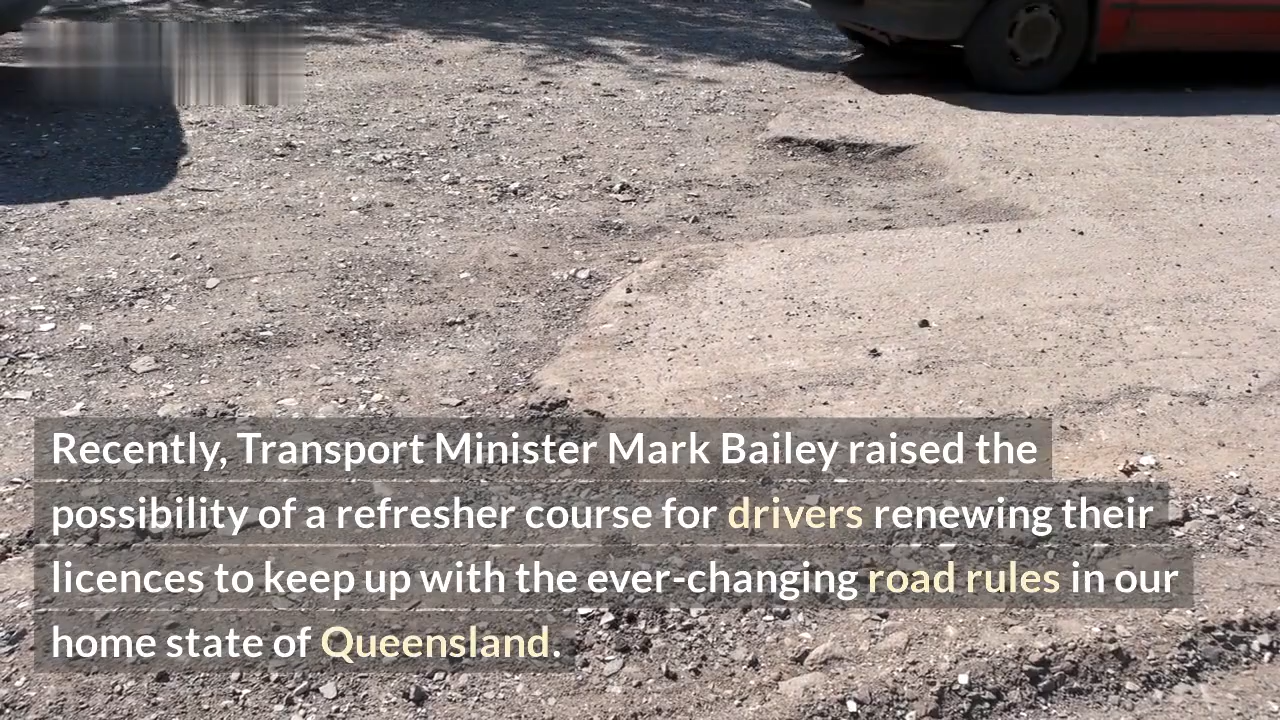 Recently, Transport Minister Mark Bailey raised the
possibility of a refresher course for drivers renewing their
licences to keep up with the ever-changing road rules in our
home state of Queensland.